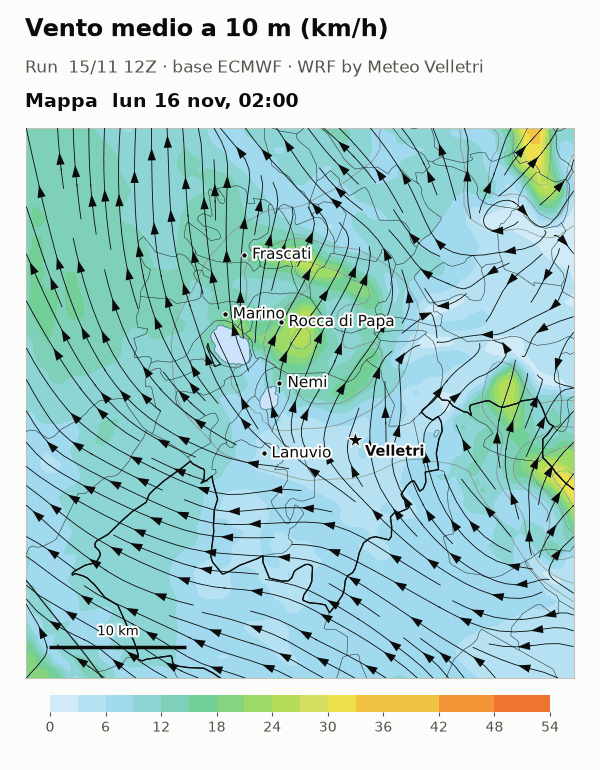 Vento medio a 10 m (km/h)
Run 15/11 12Z · base ECMWF · WRF by Meteo Velletri
Mappa lun 16 nov, 02:00
Frascati
Marino
Rocca di Papa
Nemi
Velletri
Lanuvio
10 km
0 6 12 18 24 30 36 42 48 54